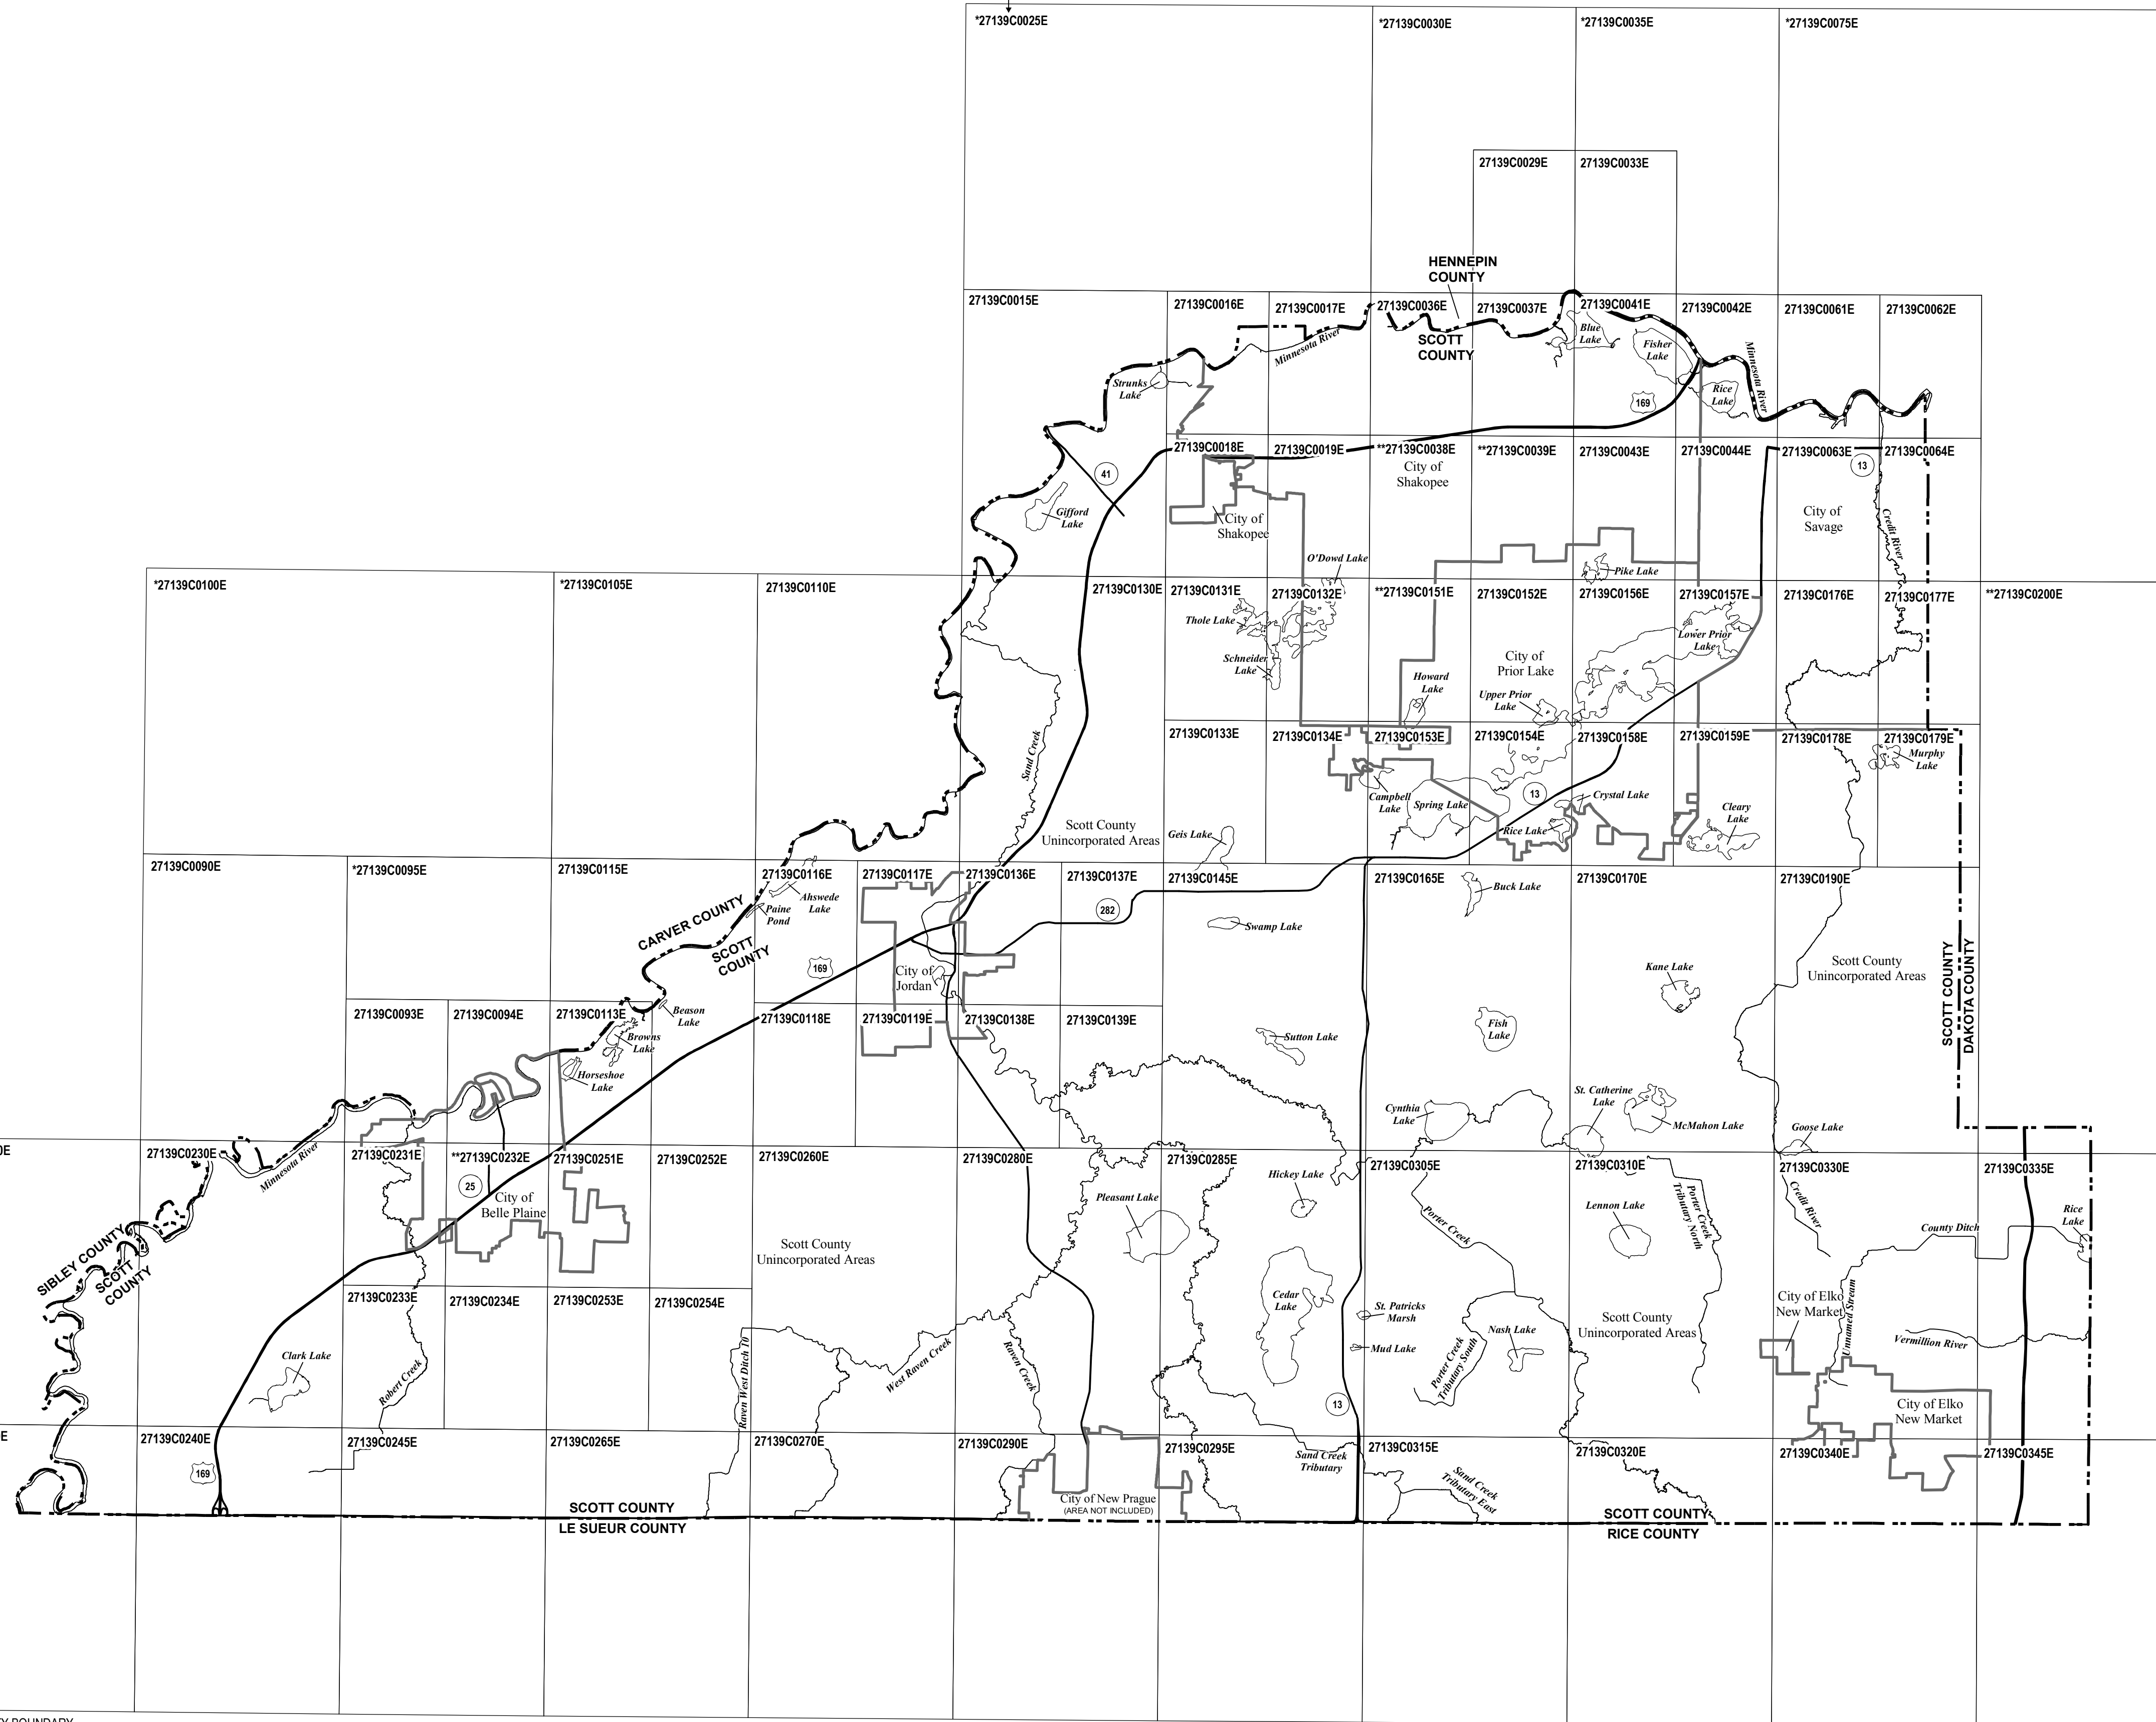 *27139C0025E
*27139C0030E
*27139C0035E
*27139C0075E
27139C0029E
27139C0033E
HENNEPIN
COUNTY
27139C0015E
27139C0016E
27139C0017E
27139C0036E
27139C0037E
27139C0041E
27139C0042E
27139C0061E
27139C0062E
Minnesota River
SCOTT
COUNTY
Blue
Lake
Fisher
Lake
Minnesota River
Strunks
Lake
Rice
Lake
169
27139C0018E
27139C0019E
**27139C0038E
**27139C0039E
27139C0043E
27139C0044E
27139C0063E
27139C0064E
41
City of
Shakopee
13
Gifford
Lake
City of
Shakopee
City of
Savage
Credit River
O'Dowd Lake
Pike Lake
*27139C0100E
*27139C0105E
27139C0110E
27139C0130E
27139C0131E
27139C0132E
**27139C0151E
27139C0152E
27139C0156E
27139C0157E
27139C0176E
27139C0177E
**27139C0200E
Thole Lake
Lower Prior
Lake
Schneider
Lake
City of
Prior Lake
Howard
Lake
Upper Prior
Lake
Sand Creek
27139C0133E
27139C0134E
27139C0153E
27139C0154E
27139C0158E
27139C0159E
27139C0178E
27139C0179E
Murphy
Lake
Campbell
Lake
Spring Lake
13
Crystal Lake
Cleary
Lake
Rice Lake
Scott County
Unincorporated Areas
Geis Lake
27139C0090E
*27139C0095E
27139C0115E
27139C0116E
27139C0117E
27139C0136E
27139C0137E
27139C0145E
27139C0165E
27139C0170E
27139C0190E
Buck Lake
Ahswede
Lake
Paine
Pond
CARVER COUNTY
SCOTT
COUNTY
282
Swamp Lake
169
City of
Jordan
Kane Lake
Scott County
Unincorporated Areas
SCOTT COUNTY
DAKOTA COUNTY
27139C0093E
27139C0094E
27139C0113E
Beason
Lake
27139C0118E
27139C0119E
27139C0138E
27139C0139E
Browns
Lake
Horseshoe
Lake
Sutton Lake
Fish
Lake
St. Catherine
Lake
Cynthia
Lake
McMahon Lake
Goose Lake
0E
27139C0230E
Minnesota River
27139C0231E
**27139C0232E
27139C0251E
27139C0252E
27139C0260E
27139C0280E
27139C0285E
27139C0305E
27139C0310E
27139C0330E
27139C0335E
25
City of
Belle Plaine
Pleasant Lake
Hickey Lake
Porter Creek
Lennon Lake
Porter Creek
Tributary North
Credit River
County Ditch
Rice
Lake
SIBLEY COUNTY
SCOTT
COUNTY
Scott County
Unincorporated Areas
27139C0233E
27139C0234E
27139C0253E
27139C0254E
Cedar
Lake
St. Patricks
Marsh
Mud Lake
Nash Lake
Porter Creek
Tributary South
Scott County
Unincorporated Areas
City of Elko
New Market
Unnamed Stream
Vermillion River
Clark Lake
Robert Creek
Raven West Ditch 10
West Raven Creek
Raven Creek
13
City of Elko
New Market
E
27139C0240E
27139C0245E
27139C0265E
27139C0270E
27139C0290E
27139C0295E
27139C0315E
27139C0320E
27139C0340E
27139C0345E
169
Sand Creek
Tributary
Sand Creek
Tributary East
City of New Prague
(AREA NOT INCLUDED)
SCOTT COUNTY
LE SUEUR COUNTY
SCOTT COUNTY
RICE COUNTY